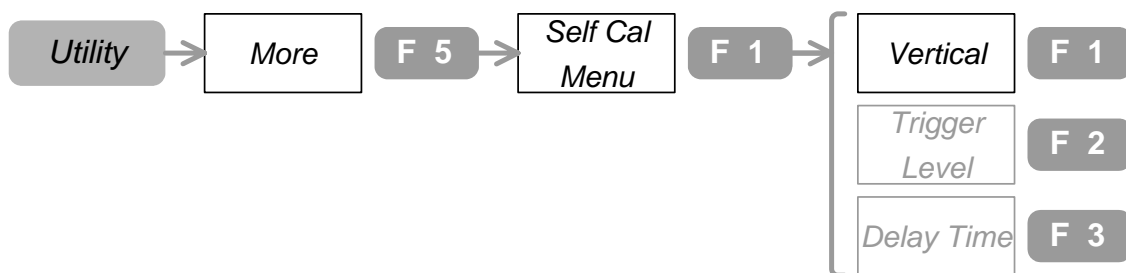 Utility
More
F 5
Self Cal
Menu
F 1
Vertical
F 1
Trigger
Level
F 2
Delay Time
F 3